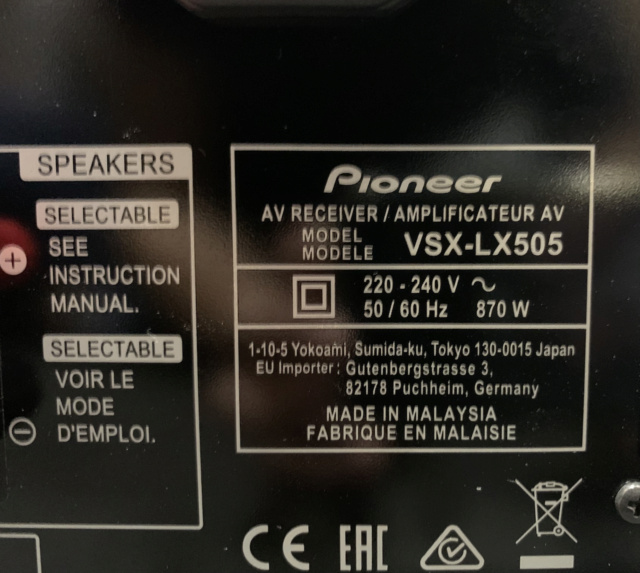 SPEAKERS
SELECTABLE
SEE
INSTRUCTION
MANUAL.
SELECTABLE
VOIR LE
MODE
D'EMPLOI.
Pioneer
AV RECEIVER / AMPLIFICATEUR AV
MODEL
MODÈLE VSX-LX505
220 - 240 V ~
50 / 60 Hz 870 W
1-10-5 Yokoami, Sumida-ku, Tokyo 130-0015 Japan
EU Importer : Gutenbergstrasse 3,
82178 Puchheim, Germany
MADE IN MALAYSIA
FABRIQUE EN MALAISIE
CE EAC